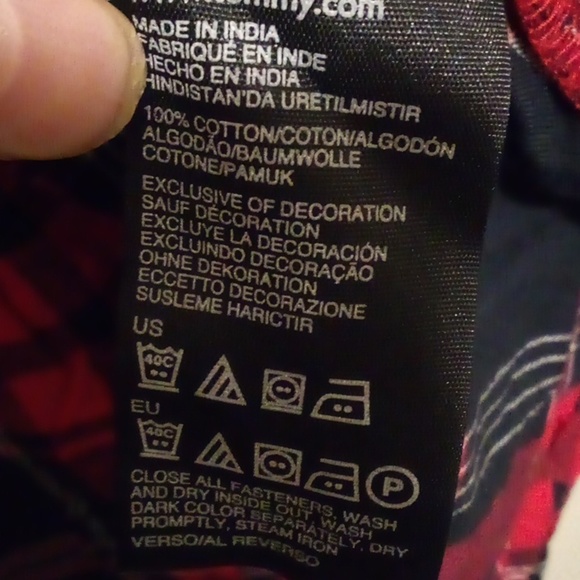 mmy.com
MADE IN INDIA
FABRIQUÉ EN INDE
HECHO EN INDIA
HINDISTAN'DA URETILMISTIR
100% COTTON/COTON/ALGODÓN
ALGODÃO/BAUMWOLLE
COTONE/PAMUK
EXCLUSIVE OF DECORATION
SAUF DÉCORATION
EXCLUYE LA DECORACIÓN
EXCLUINDO DECORAÇÃO
OHNE DEKORATION
ECCETTO DECORAZIONE
SUSLEME HARICTIR
US
40C
EU
40C
P
CLOSE ALL FASTENERS, WASH
AND DRY INSIDE OUT, WASH
DARK COLOR SEPARATELY, DRY
PROMPTLY, STEAM IRON
VERSO/AL REVERSO